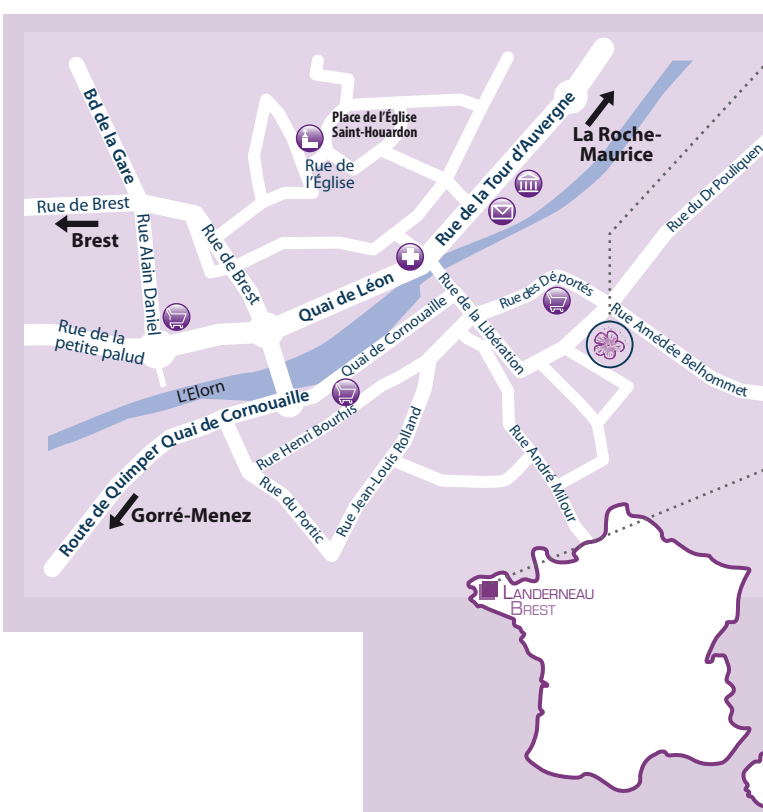 Bd de la Gare
Place de l'Église
Saint-Houardon
Rue de
l'Église
Rue de la Tour d'Auvergne
La Roche-
Maurice
Rue du Dr Pouliquen
Rue de Brest
Brest
Rue Alain Daniel
Rue de Brest
Quai de Léon
Rue de la Libération
Rue des Déportés
Rue Amédée Belhommet
Rue de la
petite palud
Quai de Cornouaille
L'Elorn
Quai de Cornouaille
Rue Henri Bourhis
Rue Jean-Louis Rolland
Rue André Milour
Rue du Portic
Route de Quimper
Gorré-Menez
LANDERNEAU
BREST